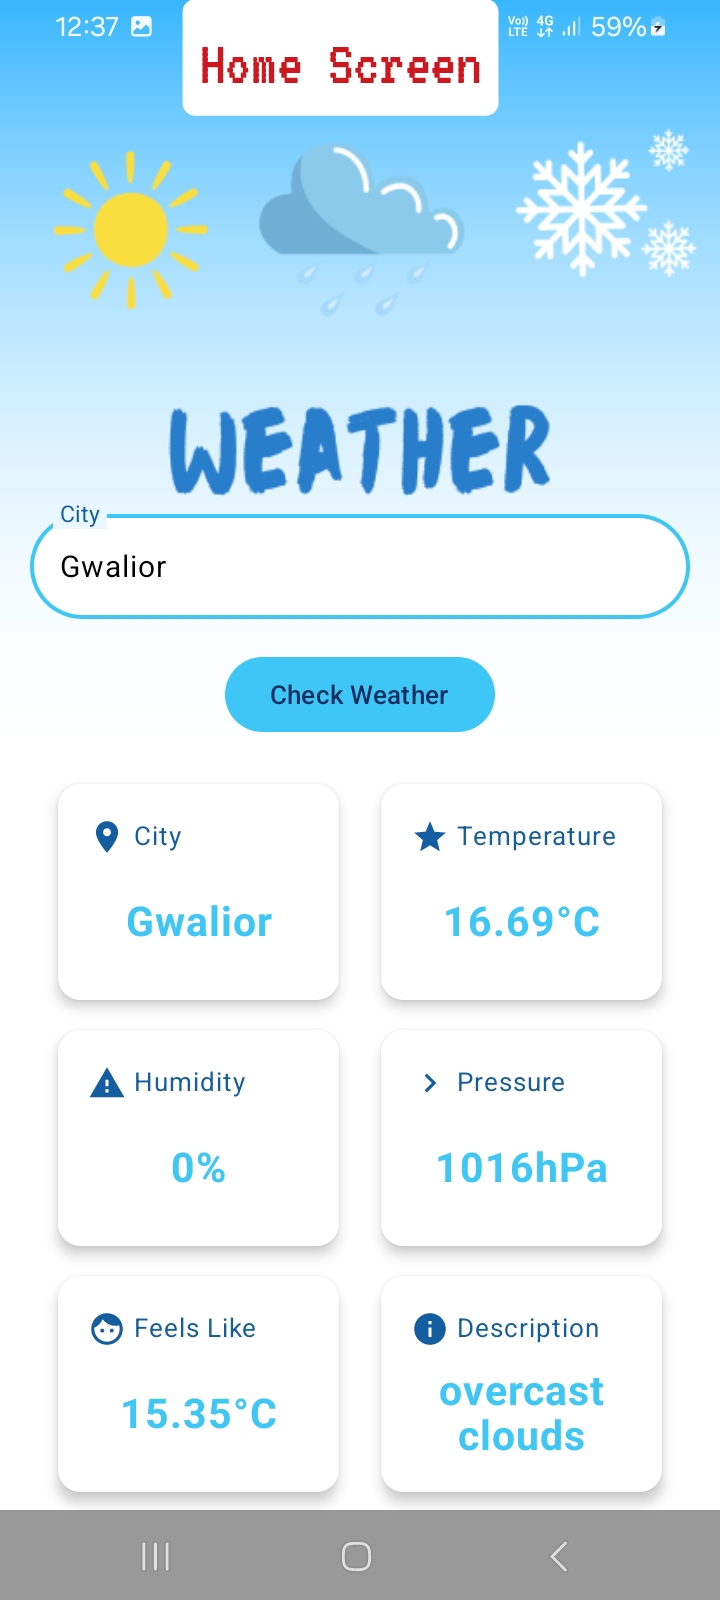 12:37
Vo)) LTE 4G 59%
Home Screen
WEATHER
City
Gwalior
Check Weather
City
Gwalior
Temperature
16.69°C
Humidity
0%
Pressure
1016hPa
Feels Like
15.35°C
Description
overcast
clouds